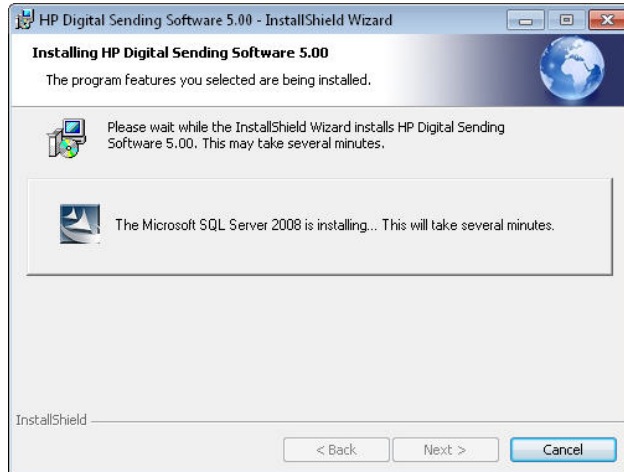 HP Digital Sending Software 5.00 - InstallShield Wizard
Installing HP Digital Sending Software 5.00
The program features you selected are being installed.
Please wait while the InstallShield Wizard installs HP Digital Sending
Software 5.00. This may take several minutes.
The Microsoft SQL Server 2008 is installing... This will take several minutes.
InstallShield
< Back
Next >
Cancel